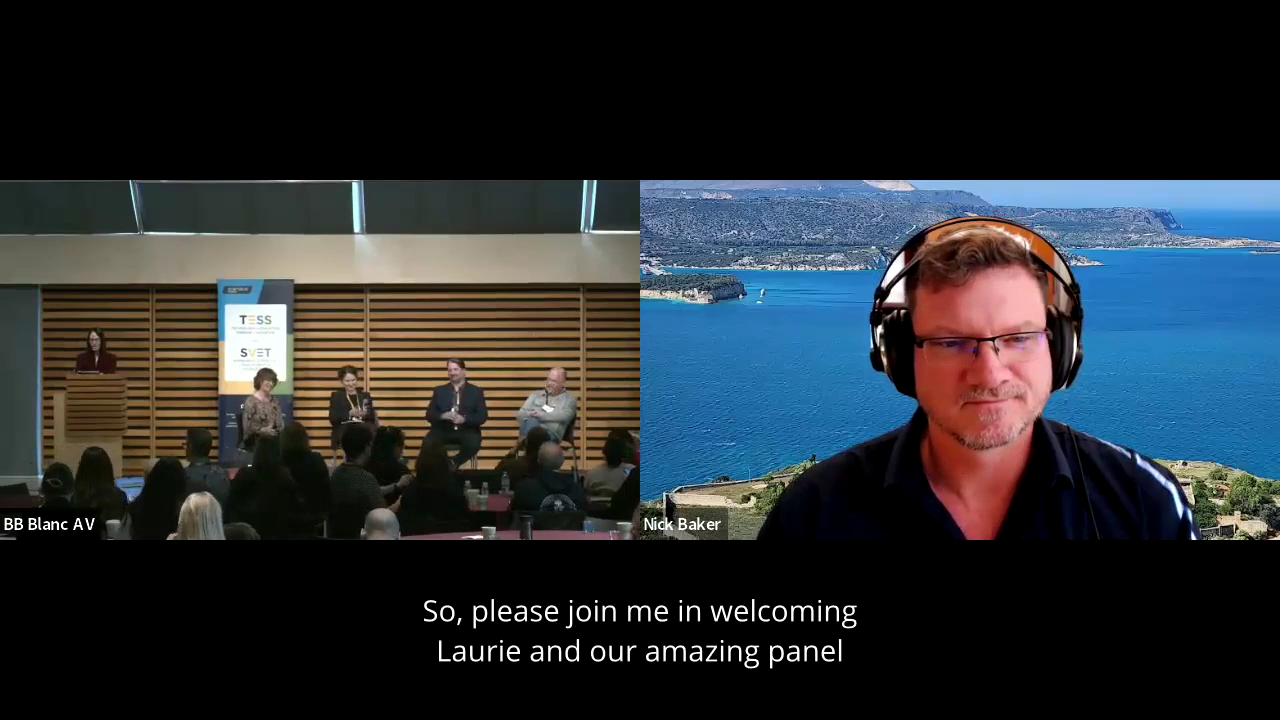 TESS
SVET
BB Blanc AV
Nick Baker
So, please join me in welcoming
Laurie and our amazing panel